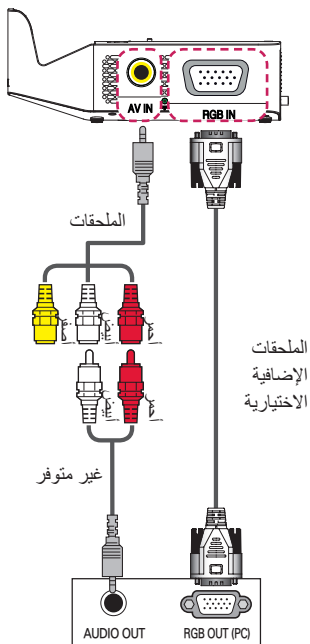 AV IN
RGB IN
الملحقات
الملحقات
الإضافية
الاختيارية
غير متوفر
AUDIO OUT
RGB OUT (PC)